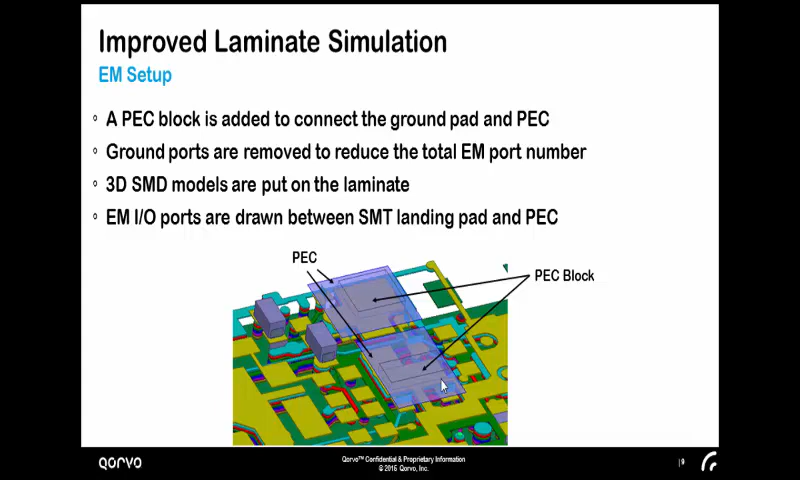 Improved Laminate Simulation
EM Setup
° A PEC block is added to connect the ground pad and PEC
° Ground ports are removed to reduce the total EM port number
° 3D SMD models are put on the laminate
° EM I/O ports are drawn between SMT landing pad and PEC
PEC
PEC Block
QORVO
Qorvo™ Confidential & Proprietary Information
© 2016 Qorvo, Inc.
| 9